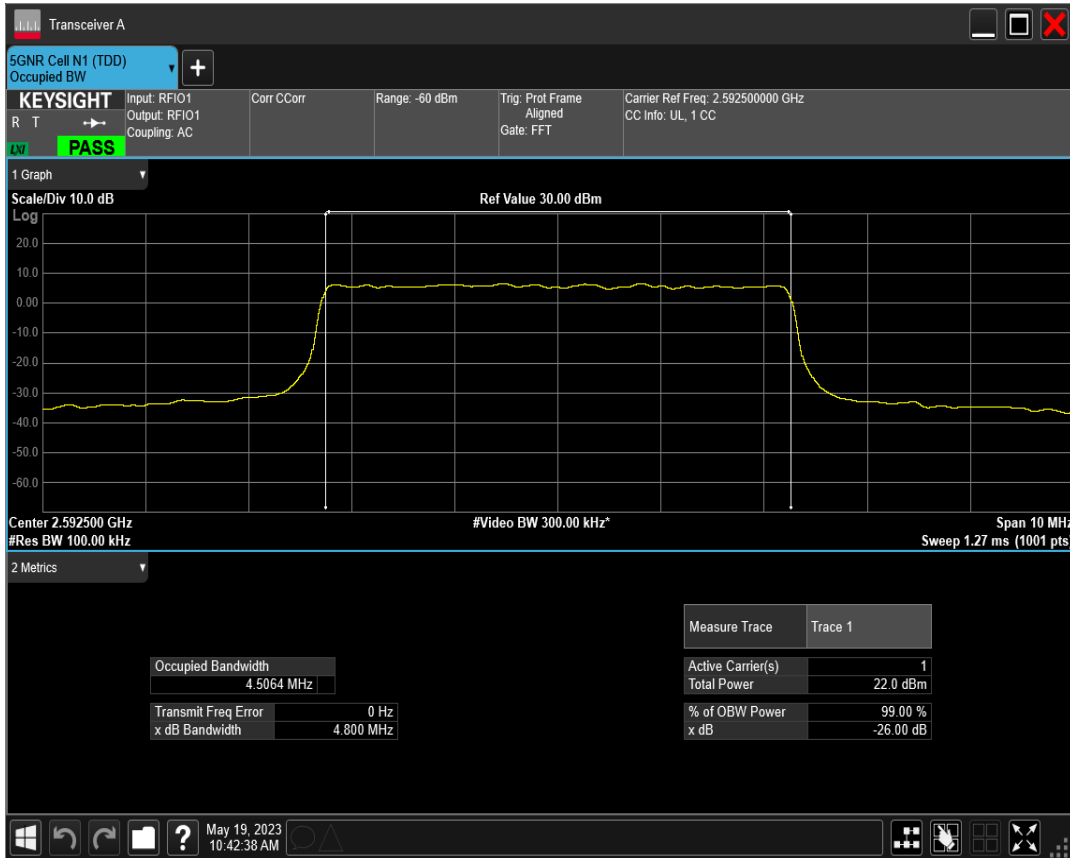 Transceiver A
5GNR Cell N1 (TDD)
Occupied BW
+
KEYSIGHT
R T
LXI
PASS
Input: RFIO1
Output: RFIO1
Coupling: AC
Corr CCorr
Range: -60 dBm
Trig: Prot Frame
Aligned
Gate: FFT
Carrier Ref Freq: 2.592500000 GHz
CC Info: UL, 1 CC
1 Graph
Scale/Div 10.0 dB
Ref Value 30.00 dBm
Log
20.0
10.0
0.00
-10.0
-20.0
-30.0
-40.0
-50.0
-60.0
Center 2.592500 GHz
#Video BW 300.00 kHz*
Span 10 MHz
#Res BW 100.00 kHz
Sweep 1.27 ms (1001 pts)
2 Metrics
Measure Trace Trace 1
Occupied Bandwidth
4.5064 MHz
Active Carrier(s) 1
Total Power 22.0 dBm
Transmit Freq Error 0 Hz
x dB Bandwidth 4.800 MHz
% of OBW Power 99.00 %
x dB -26.00 dB
?
May 19, 2023
10:42:38 AM